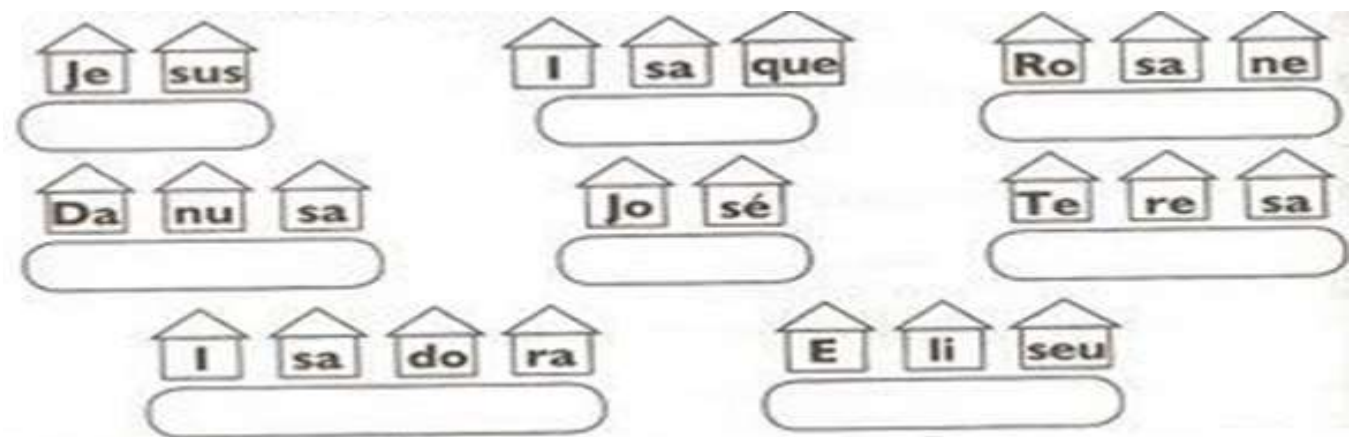 Je sus I sa que Ro sa ne
Da nu sa Jo sé Te re sa
I sa do ra E li seu